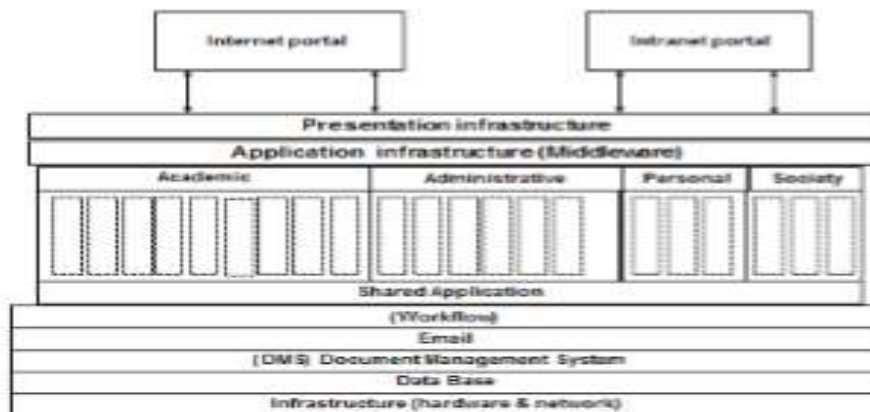 Internet portal Intranet portal
Presentation infrastructure
Application infrastructure (Middleware)
Academic Administrative Personal Society
Shared Application
(Workflow)
Email
(DMS) Document Management System
Data Base
Infrastructure (hardware & network)